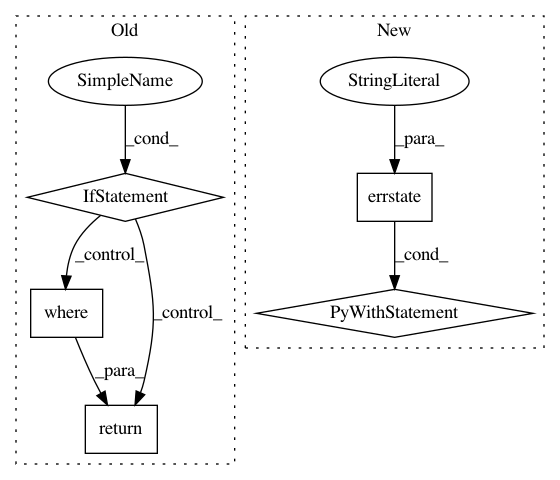 Old
SimpleName
_cond_
IfStatement
_control_
_control_
where
_para_
return
New
StringLiteral
_para_
errstate
_cond_
PyWithStatement